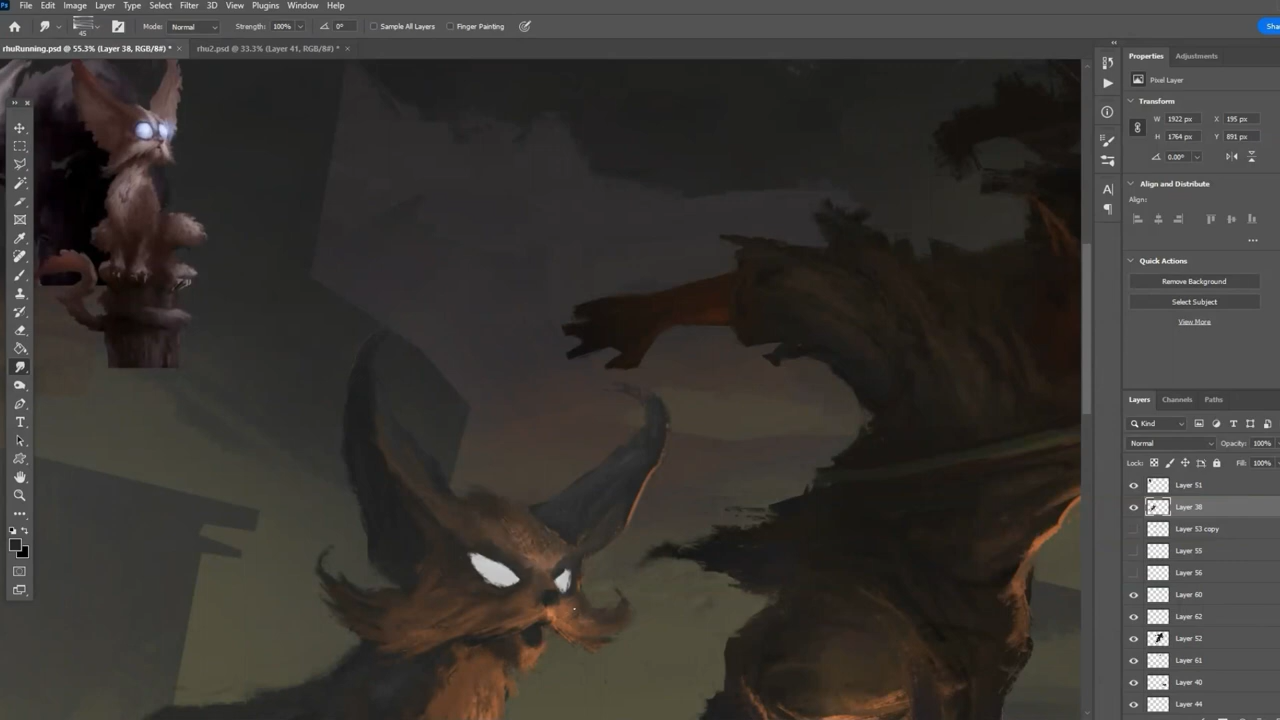 Ps File Edit Image Layer Type Select Filter 3D View Plugins Window Help
45 Mode: Normal Strength: 100% 0° Sample All Layers Finger Painting
rhuRunning.psd @ 55.3% (Layer 38, RGB/8#) * × rhu2.psd @ 33.3% (Layer 41, RGB/8#) * ×
Properties Adjustments
Pixel Layer
Transform
W 1922 px X 195 px
H 1764 px Y 891 px
0.00°
Align and Distribute
Align:
Quick Actions
Remove Background
Select Subject
View More
Layers Channels Paths
Kind
Normal Opacity: 100%
Lock: Fill: 100%
Layer 51
Layer 38
Layer 53 copy
Layer 55
Layer 56
Layer 60
Layer 62
Layer 52
Layer 61
Layer 40
Layer 44